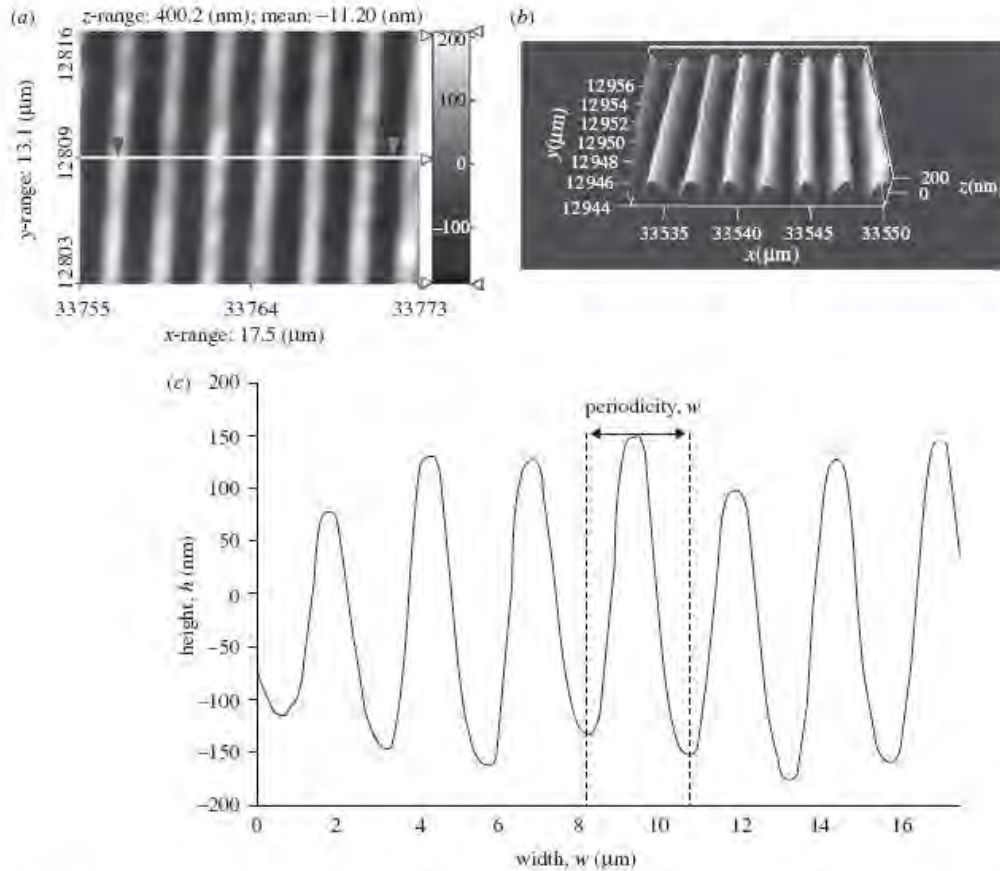 (a) z-range: 400.2 (nm); mean: −11.20 (nm)
12816
12809
12803
y-range: 13.1 (μm)
200
100
0
−100
33755 33764 33773
x-range: 17.5 (μm)
(b)
12956
12954
12952
12950
12948
12946
12944
y(μm)
200
0
z(nm)
33535 33540 33545 33550
x(μm)
(c)
periodicity, w
200
150
100
50
0
−50
−100
−150
−200
height, h (nm)
0 2 4 6 8 10 12 14 16
width, w (μm)